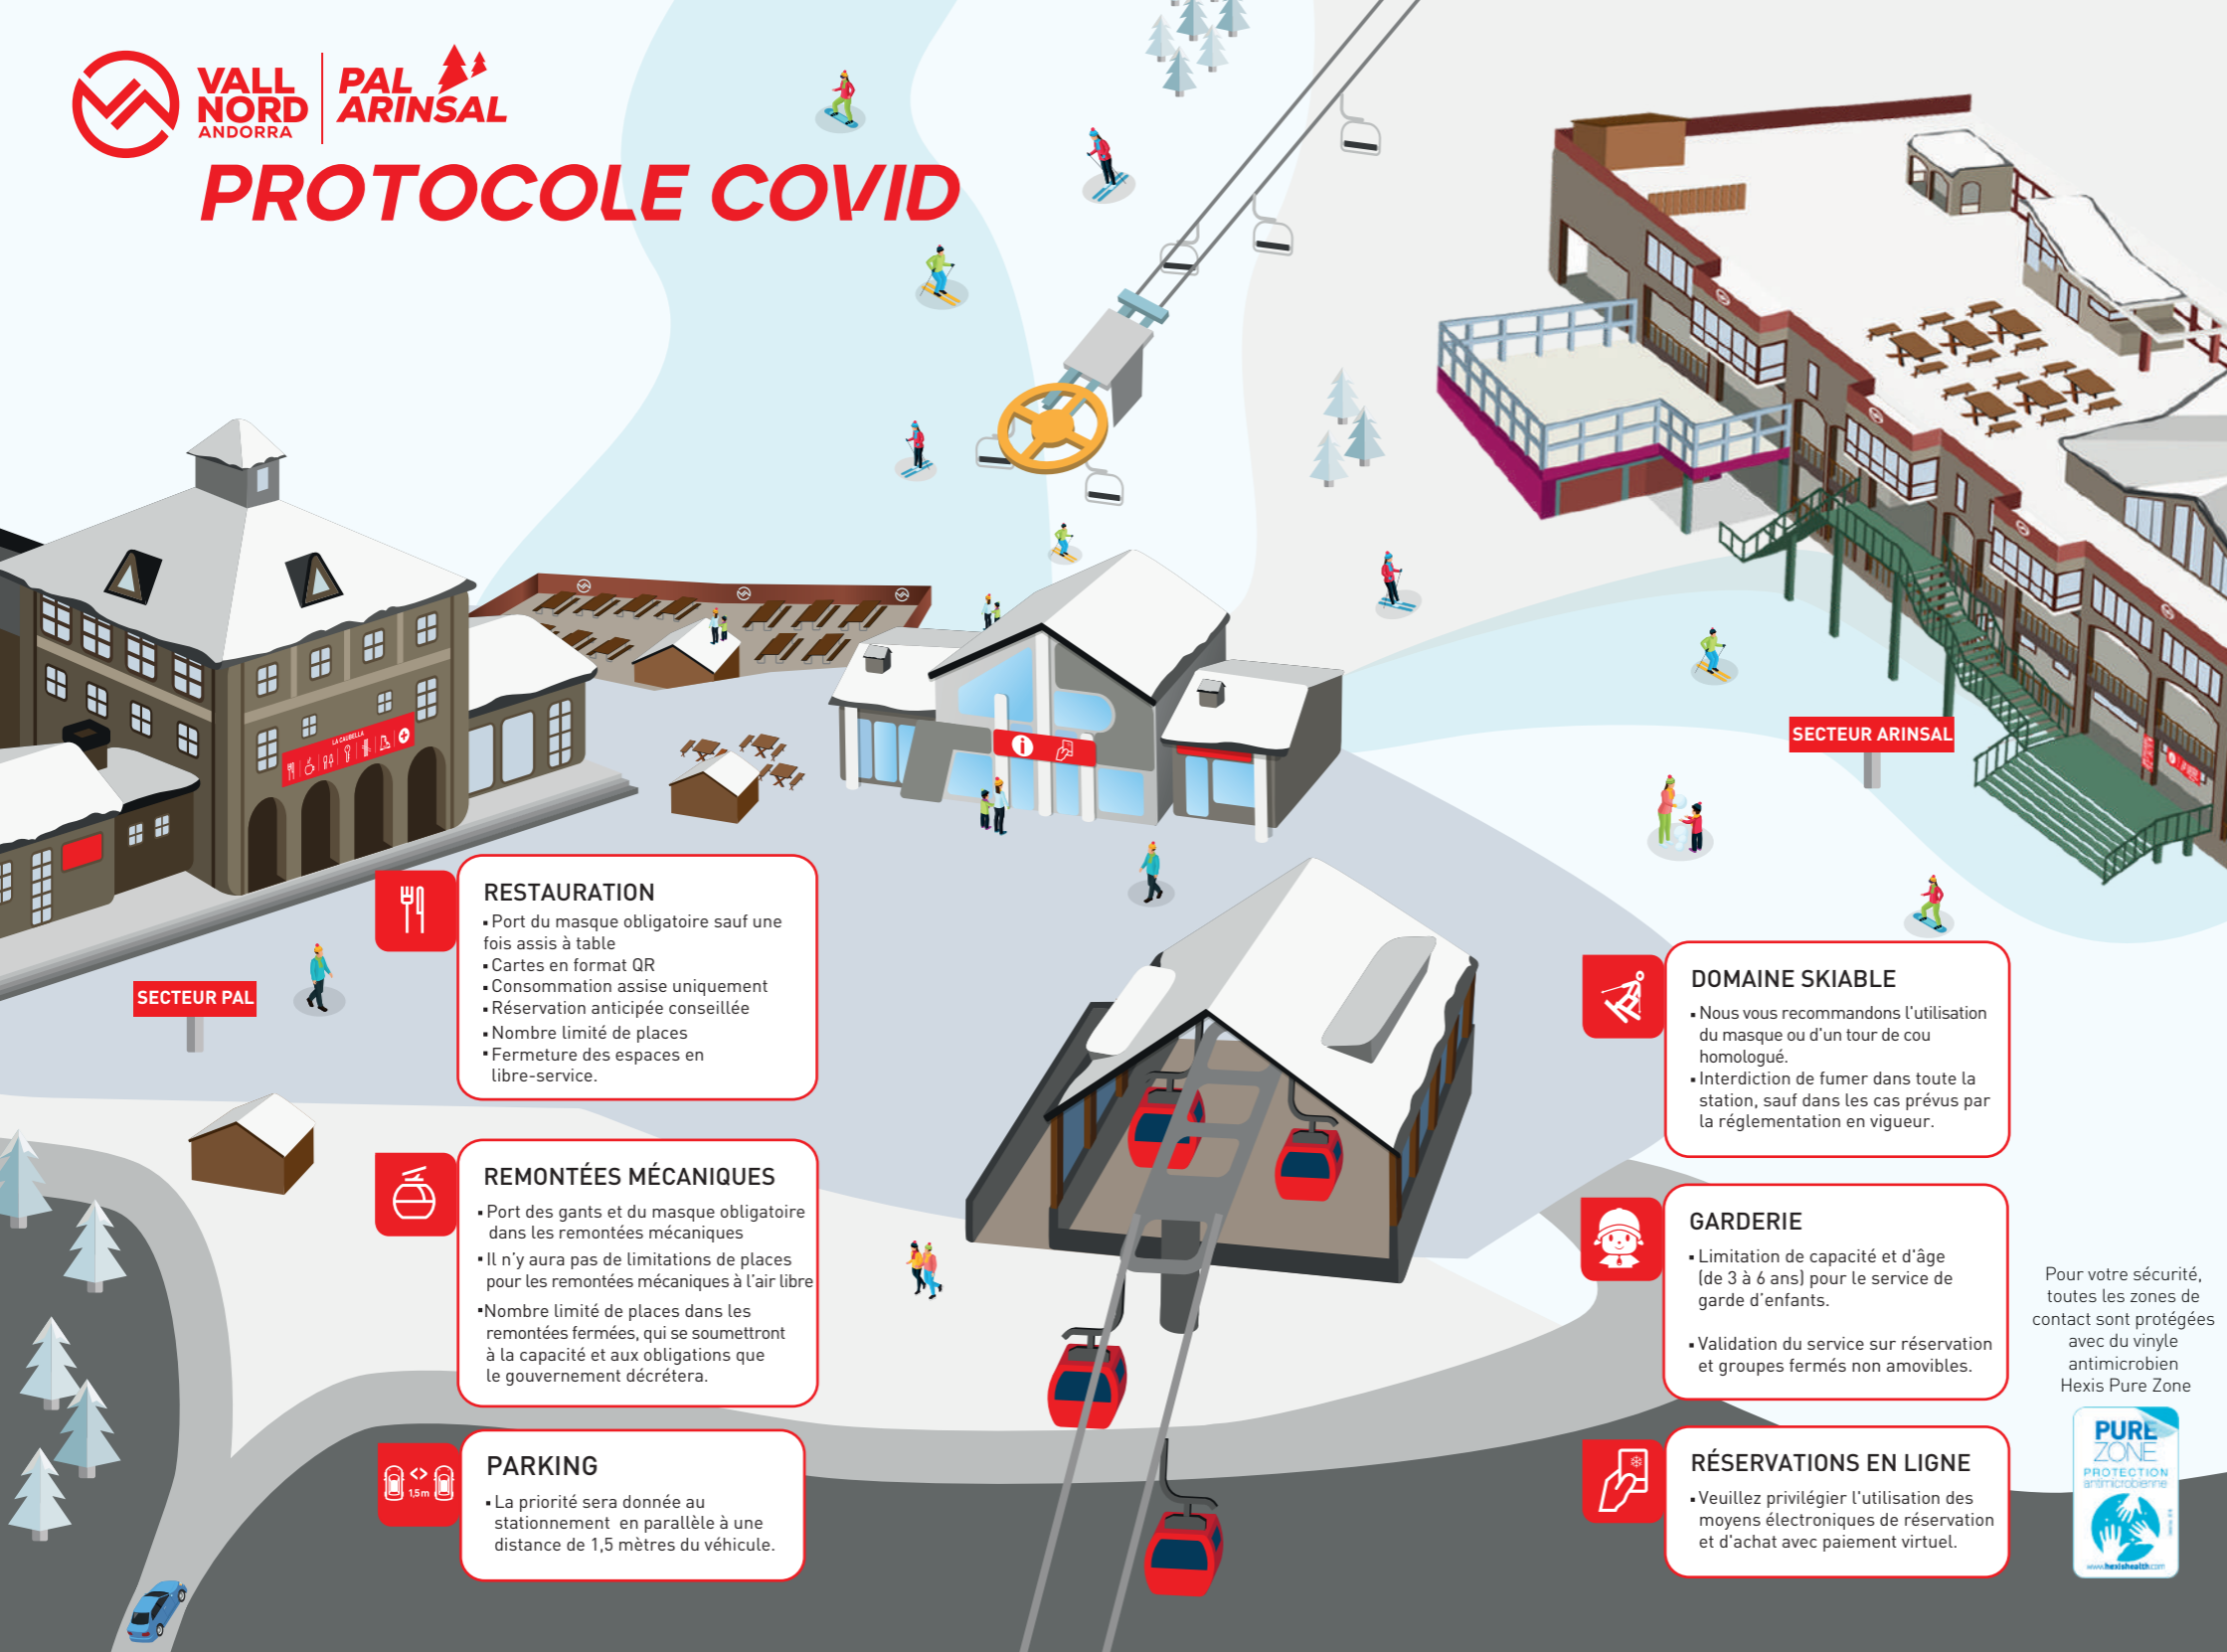 VALL
NORD
ANDORRA
PAL
ARINSAL
PROTOCOLE COVID
LA CAUBELLA
i
SECTEUR ARINSAL
SECTEUR PAL
RESTAURATION
▪ Port du masque obligatoire sauf une
fois assis à table
▪ Cartes en format QR
▪ Consommation assise uniquement
▪ Réservation anticipée conseillée
▪ Nombre limité de places
▪ Fermeture des espaces en
libre-service.
REMONTÉES MÉCANIQUES
▪ Port des gants et du masque obligatoire
dans les remontées mécaniques
▪ Il n'y aura pas de limitations de places
pour les remontées mécaniques à l'air libre
▪ Nombre limité de places dans les
remontées fermées, qui se soumettront
à la capacité et aux obligations que
le gouvernement décrétera.
<> 
1,5m
PARKING
▪ La priorité sera donnée au
stationnement en parallèle à une
distance de 1,5 mètres du véhicule.
DOMAINE SKIABLE
▪ Nous vous recommandons l'utilisation
du masque ou d'un tour de cou
homologué.
▪ Interdiction de fumer dans toute la
station, sauf dans les cas prévus par
la réglementation en vigueur.
GARDERIE
▪ Limitation de capacité et d'âge
(de 3 à 6 ans) pour le service de
garde d'enfants.
▪ Validation du service sur réservation
et groupes fermés non amovibles.
RÉSERVATIONS EN LIGNE
▪ Veuillez privilégier l'utilisation des
moyens électroniques de réservation
et d'achat avec paiement virtuel.
Pour votre sécurité,
toutes les zones de
contact sont protégées
avec du vinyle
antimicrobien
Hexis Pure Zone
PURE
ZONE
PROTECTION
antimicrobienne
www.hexishealth.com